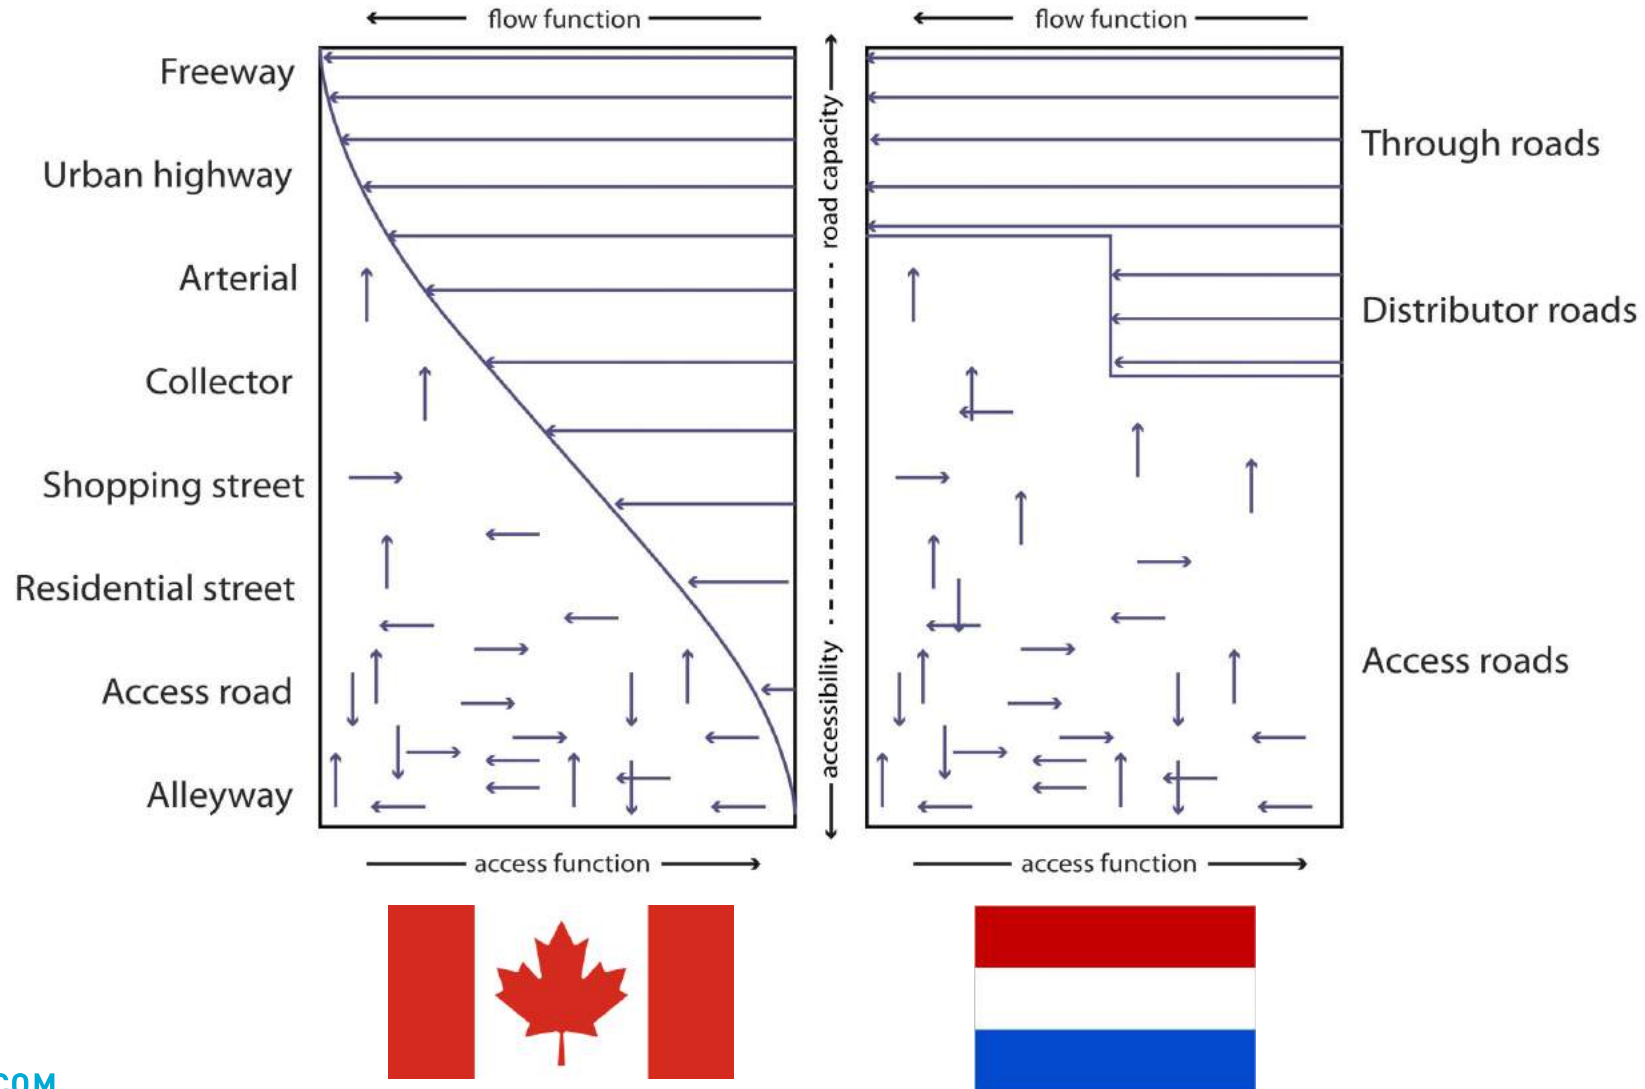 flow function
flow function
Freeway
Urban highway
Arterial
Collector
Shopping street
Residential street
Access road
Alleyway
road capacity
accessibility
Through roads
Distributor roads
Access roads
access function
access function
COM